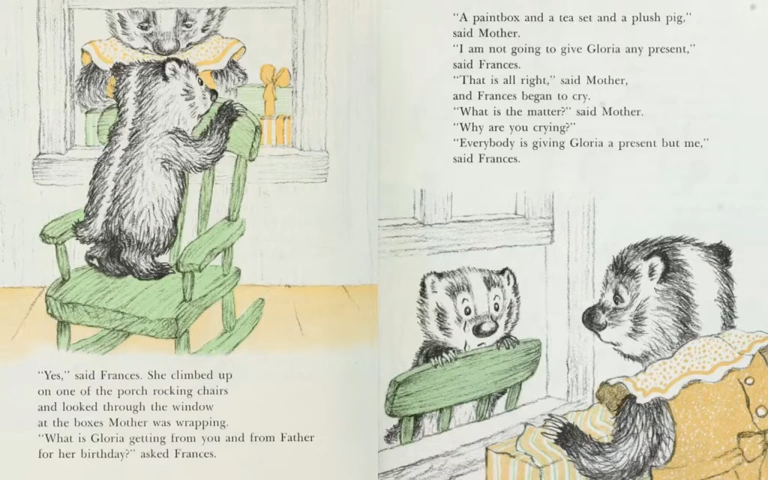 "Yes," said Frances. She climbed up
on one of the porch rocking chairs
and looked through the window
at the boxes Mother was wrapping.
"What is Gloria getting from you and from Father
for her birthday?" asked Frances.
"A paintbox and a tea set and a plush pig,"
said Mother.
"I am not going to give Gloria any present,"
said Frances.
"That is all right," said Mother,
and Frances began to cry.
"What is the matter?" said Mother.
"Why are you crying?"
"Everybody is giving Gloria a present but me,"
said Frances.